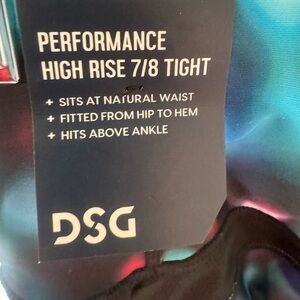 PERFORMANCE
HIGH RISE 7/8 TIGHT
+ SITS AT NATURAL WAIST
+ FITTED FROM HIP TO HEM
+ HITS ABOVE ANKLE
DSG